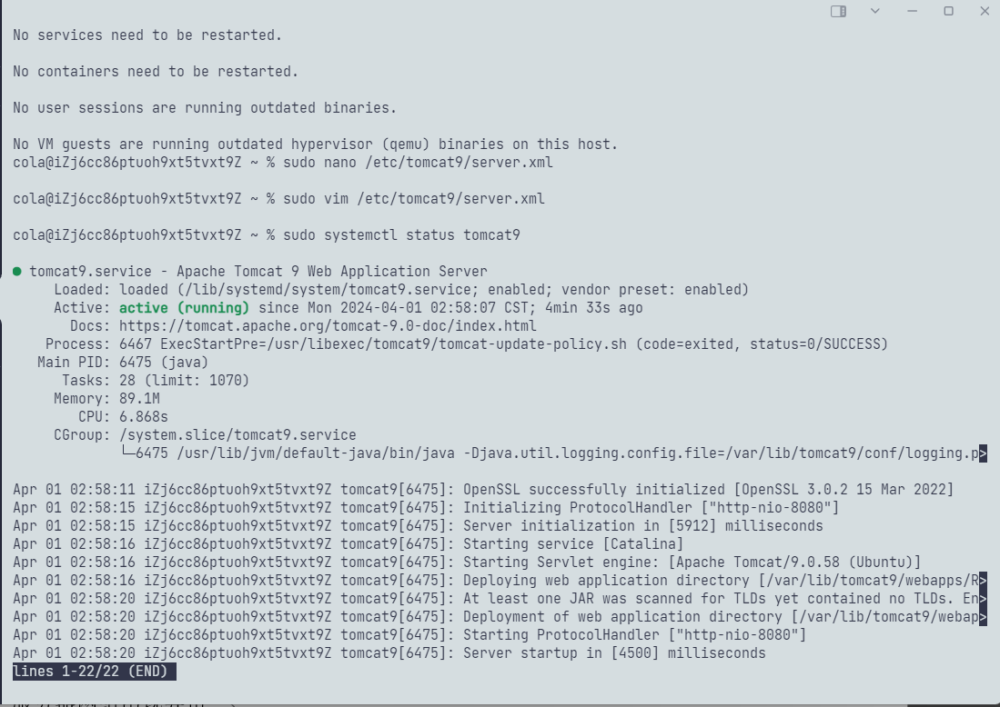 No services need to be restarted.
No containers need to be restarted.
No user sessions are running outdated binaries.
No VM guests are running outdated hypervisor (qemu) binaries on this host.
cola@iZj6cc86ptuoh9xt5tvxt9Z ~ % sudo nano /etc/tomcat9/server.xml
cola@iZj6cc86ptuoh9xt5tvxt9Z ~ % sudo vim /etc/tomcat9/server.xml
cola@iZj6cc86ptuoh9xt5tvxt9Z ~ % sudo systemctl status tomcat9
● tomcat9.service - Apache Tomcat 9 Web Application Server
Loaded: loaded (/lib/systemd/system/tomcat9.service; enabled; vendor preset: enabled)
Active: active (running) since Mon 2024-04-01 02:58:07 CST; 4min 33s ago
Docs: https://tomcat.apache.org/tomcat-9.0-doc/index.html
Process: 6467 ExecStartPre=/usr/libexec/tomcat9/tomcat-update-policy.sh (code=exited, status=0/SUCCESS)
Main PID: 6475 (java)
Tasks: 28 (limit: 1070)
Memory: 89.1M
CPU: 6.868s
CGroup: /system.slice/tomcat9.service
└─6475 /usr/lib/jvm/default-java/bin/java -Djava.util.logging.config.file=/var/lib/tomcat9/conf/logging.p>
Apr 01 02:58:11 iZj6cc86ptuoh9xt5tvxt9Z tomcat9[6475]: OpenSSL successfully initialized [OpenSSL 3.0.2 15 Mar 2022]
Apr 01 02:58:15 iZj6cc86ptuoh9xt5tvxt9Z tomcat9[6475]: Initializing ProtocolHandler ["http-nio-8080"]
Apr 01 02:58:15 iZj6cc86ptuoh9xt5tvxt9Z tomcat9[6475]: Server initialization in [5912] milliseconds
Apr 01 02:58:16 iZj6cc86ptuoh9xt5tvxt9Z tomcat9[6475]: Starting service [Catalina]
Apr 01 02:58:16 iZj6cc86ptuoh9xt5tvxt9Z tomcat9[6475]: Starting Servlet engine: [Apache Tomcat/9.0.58 (Ubuntu)]
Apr 01 02:58:16 iZj6cc86ptuoh9xt5tvxt9Z tomcat9[6475]: Deploying web application directory [/var/lib/tomcat9/webapps/R>
Apr 01 02:58:20 iZj6cc86ptuoh9xt5tvxt9Z tomcat9[6475]: At least one JAR was scanned for TLDs yet contained no TLDs. En>
Apr 01 02:58:20 iZj6cc86ptuoh9xt5tvxt9Z tomcat9[6475]: Deployment of web application directory [/var/lib/tomcat9/webap>
Apr 01 02:58:20 iZj6cc86ptuoh9xt5tvxt9Z tomcat9[6475]: Starting ProtocolHandler ["http-nio-8080"]
Apr 01 02:58:20 iZj6cc86ptuoh9xt5tvxt9Z tomcat9[6475]: Server startup in [4500] milliseconds
lines 1-22/22 (END)